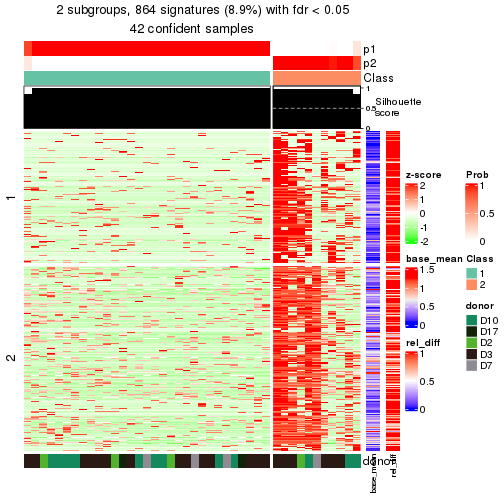 2 subgroups, 864 signatures (8.9%) with fdr < 0.05
42 confident samples
p1
p2
Class
1
0.5
0
Silhouette
score
1
2
z-score
2
1
0
-1
-2
Prob
1
0.5
0
base_mean
1.5
1
0.5
0
Class
1
2
donor
D10
D17
D2
D3
D7
rel_diff
1
0.5
0
donor
base_mean
rel_diff